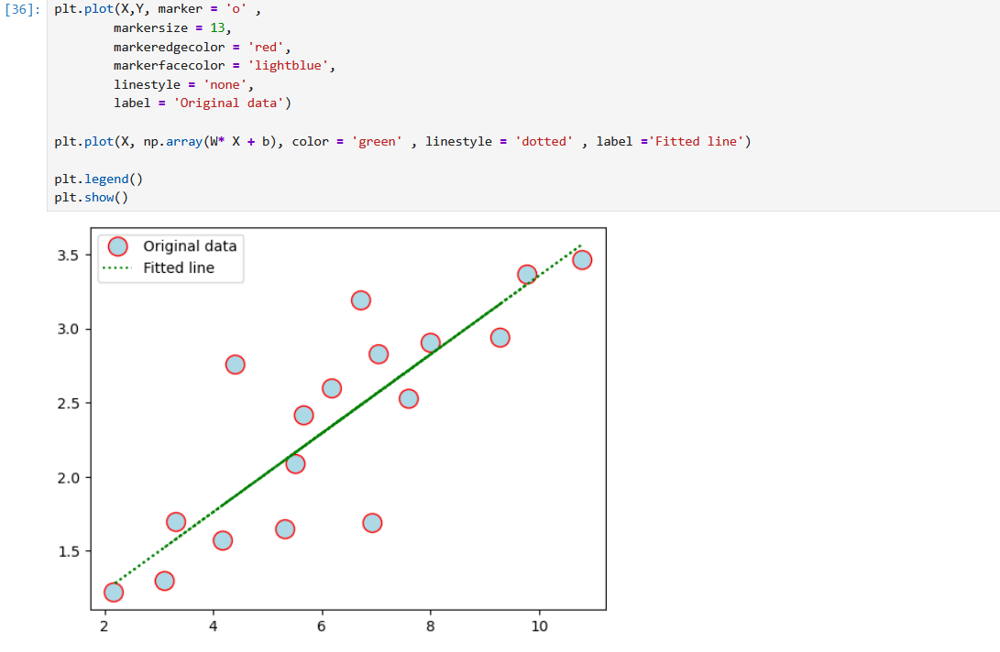 [36]: plt.plot(X,Y, marker = 'o' ,
markersize = 13,
markeredgecolor = 'red',
markerfacecolor = 'lightblue',
linestyle = 'none',
label = 'Original data')
plt.plot(X, np.array(W* X + b), color = 'green' , linestyle = 'dotted' , label ='Fitted line')
plt.legend()
plt.show()
Original data
Fitted line
3.5
3.0
2.5
2.0
1.5
2 4 6 8 10